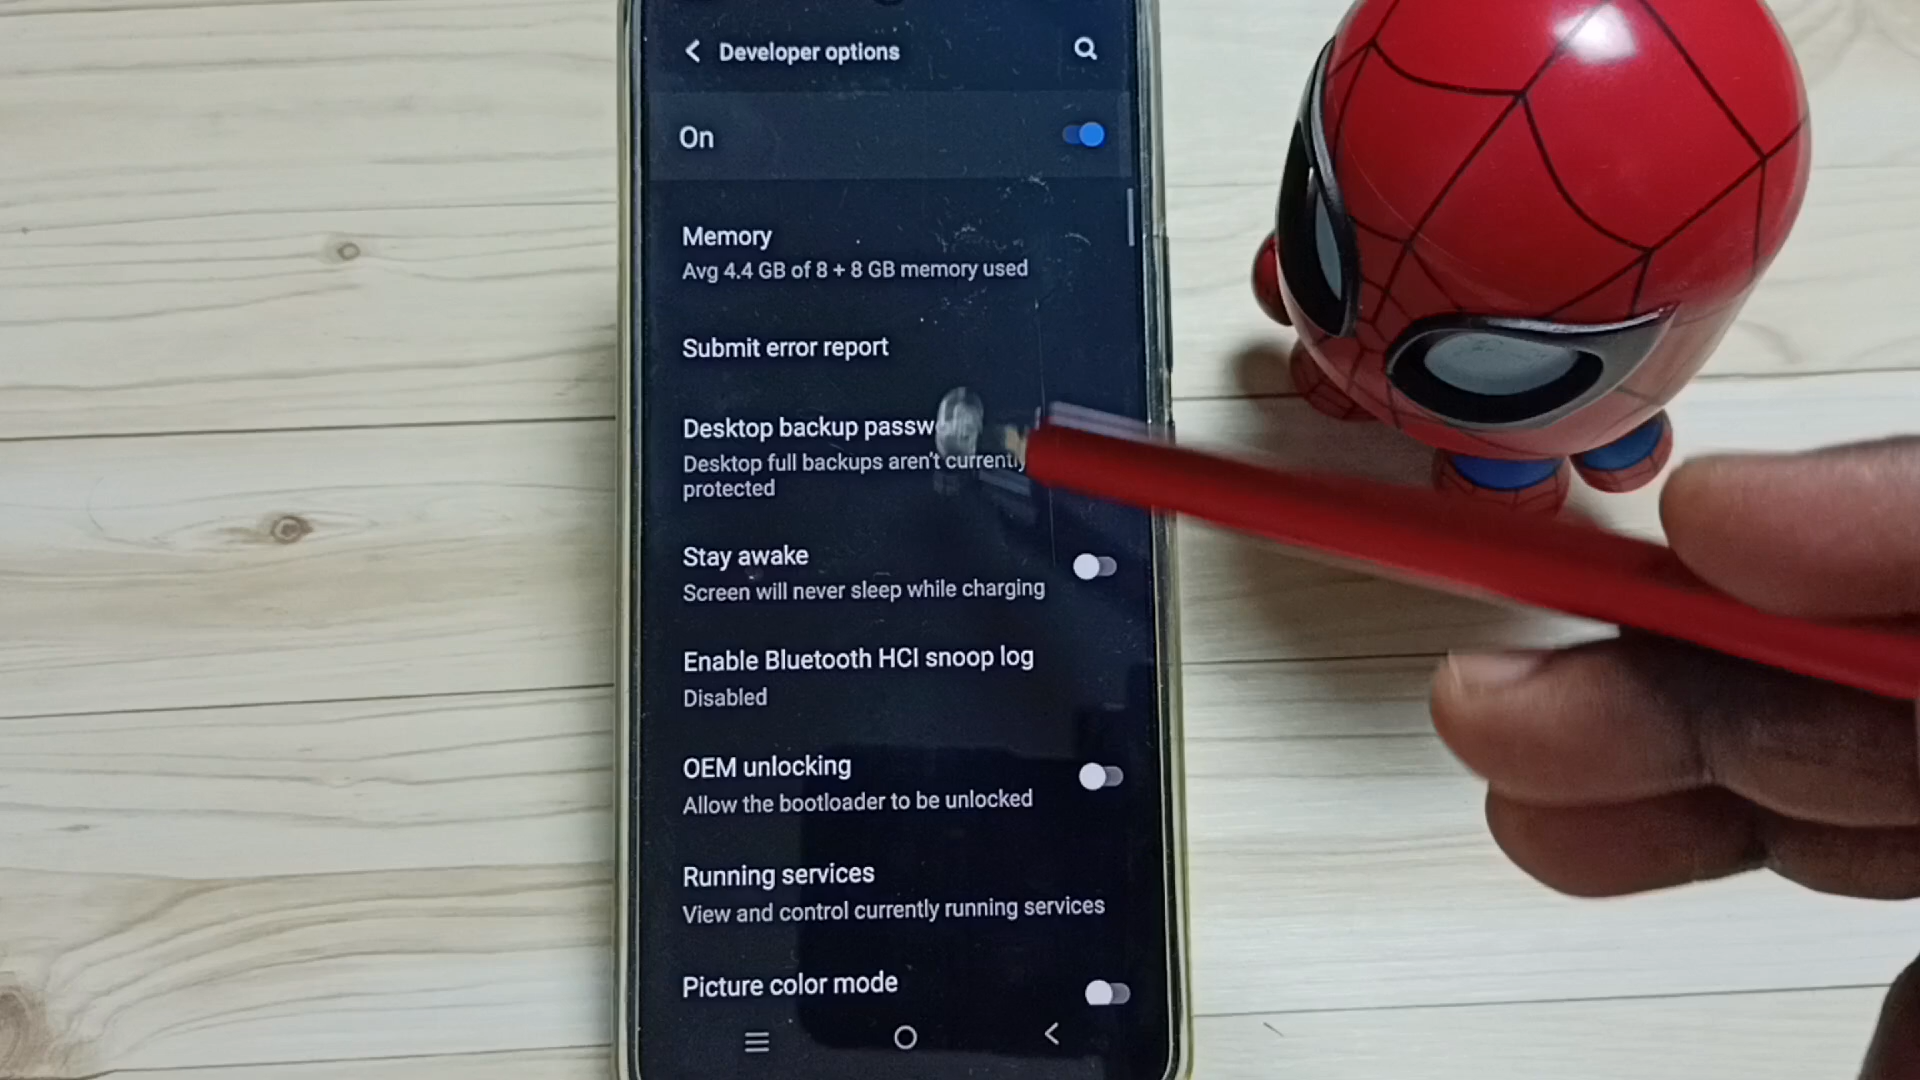 Developer options
On
Memory
Avg 4.4 GB of 8 + 8 GB memory used
Submit error report
Desktop backup passw
Desktop full backups aren't currently
protected
Stay awake
Screen will never sleep while charging
Enable Bluetooth HCI snoop log
Disabled
OEM unlocking
Allow the bootloader to be unlocked
Running services
View and control currently running services
Picture color mode